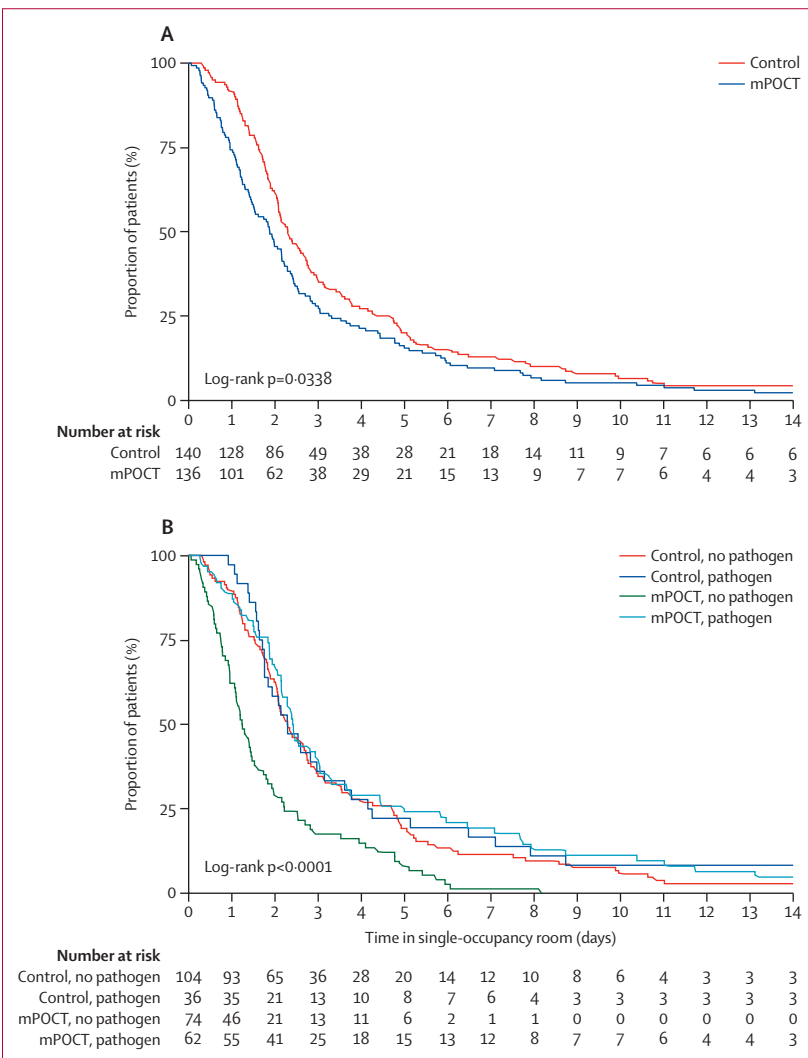 A
100
75
50
25
0
Proportion of patients (%)
Control
mPOCT
Log-rank p=0·0338
0 1 2 3 4 5 6 7 8 9 10 11 12 13 14
Number at risk
Control 140 128 86 49 38 28 21 18 14 11 9 7 6 6 6
mPOCT 136 101 62 38 29 21 15 13 9 7 7 6 4 4 3
B
100
75
50
25
0
Proportion of patients (%)
Control, no pathogen
Control, pathogen
mPOCT, no pathogen
mPOCT, pathogen
Log-rank p<0·0001
0 1 2 3 4 5 6 7 8 9 10 11 12 13 14
Time in single-occupancy room (days)
Number at risk
Control, no pathogen 104 93 65 36 28 20 14 12 10 8 6 4 3 3 3
Control, pathogen 36 35 21 13 10 8 7 6 4 3 3 3 3 3 3
mPOCT, no pathogen 74 46 21 13 11 6 2 1 1 0 0 0 0 0 0
mPOCT, pathogen 62 55 41 25 18 15 13 12 8 7 7 6 4 4 3